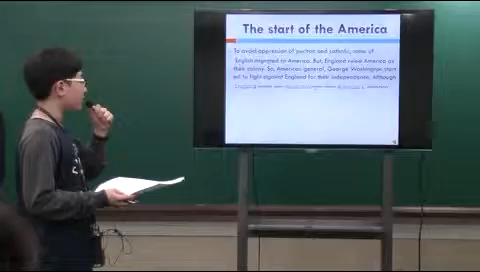 The start of the America
To avoid oppression of puritan and catholic, some of
English migrated to America. But, England ruled America as
their colony. So, American general, George Washington start
ed to fight against England for their independence. Although
England